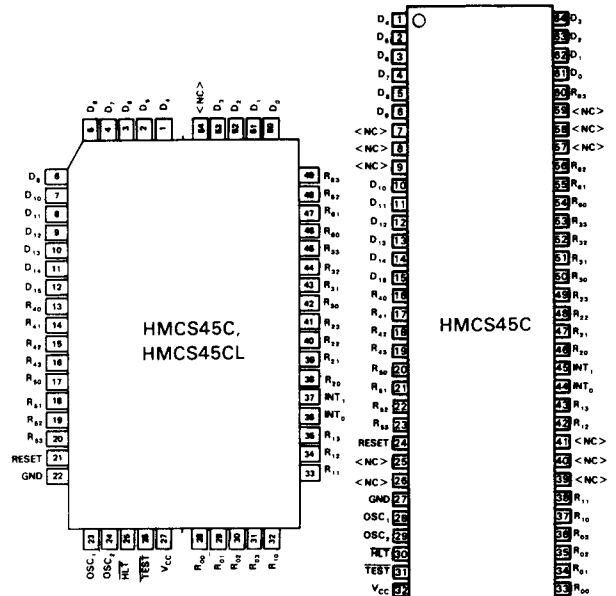 D₈ D₇ D₆ D₅ D₄ <NC> D₃ D₂ D₁ D₀
5 4 3 2 1 64 63 62 61 60
D₉ 6
D₁₀ 7
D₁₁ 8
D₁₂ 9
D₁₃ 10
D₁₄ 11
D₁₅ 12
R₄₀ 13
R₄₁ 14
R₄₂ 15
R₄₃ 16
R₅₀ 17
R₅₁ 18
R₅₂ 19
R₅₃ 20
RESET 21
GND 22
HMCS45C,
HMCS45CL
49 R₆₃
48 R₆₂
47 R₆₁
46 R₆₀
45 R₃₃
44 R₃₂
43 R₃₁
42 R₃₀
41 R₂₃
40 R₂₂
39 R₂₁
38 R₂₀
37 INT₁
36 INT₀
35 R₁₃
34 R₁₂
33 R₁₁
23 24 25 26 27 28 29 30 31 32
OSC₁ OSC₂ HLT TEST VCC R₀₀ R₀₁ R₀₂ R₀₃ R₁₀
D₄ 1
D₅ 2
D₆ 3
D₇ 4
D₈ 5
D₉ 6
<NC> 7
<NC> 8
<NC> 9
D₁₀ 10
D₁₁ 11
D₁₂ 12
D₁₃ 13
D₁₄ 14
D₁₅ 15
R₄₀ 16
R₄₁ 17
R₄₂ 18
R₄₃ 19
R₅₀ 20
R₅₁ 21
R₅₂ 22
R₅₃ 23
RESET 24
<NC> 25
<NC> 26
GND 27
OSC₁ 28
OSC₂ 29
HLT 30
TEST 31
VCC 32
HMCS45C
64 D₃
63 D₂
62 D₁
61 D₀
60 R₆₃
59 <NC>
58 <NC>
57 <NC>
56 R₆₂
55 R₆₁
54 R₆₀
53 R₃₃
52 R₃₂
51 R₃₁
50 R₃₀
49 R₂₃
48 R₂₂
47 R₂₁
46 R₂₀
45 INT₁
44 INT₀
43 R₁₃
42 R₁₂
41 <NC>
40 <NC>
39 <NC>
38 R₁₁
37 R₁₀
36 R₀₃
35 R₀₂
34 R₀₁
33 R₀₀